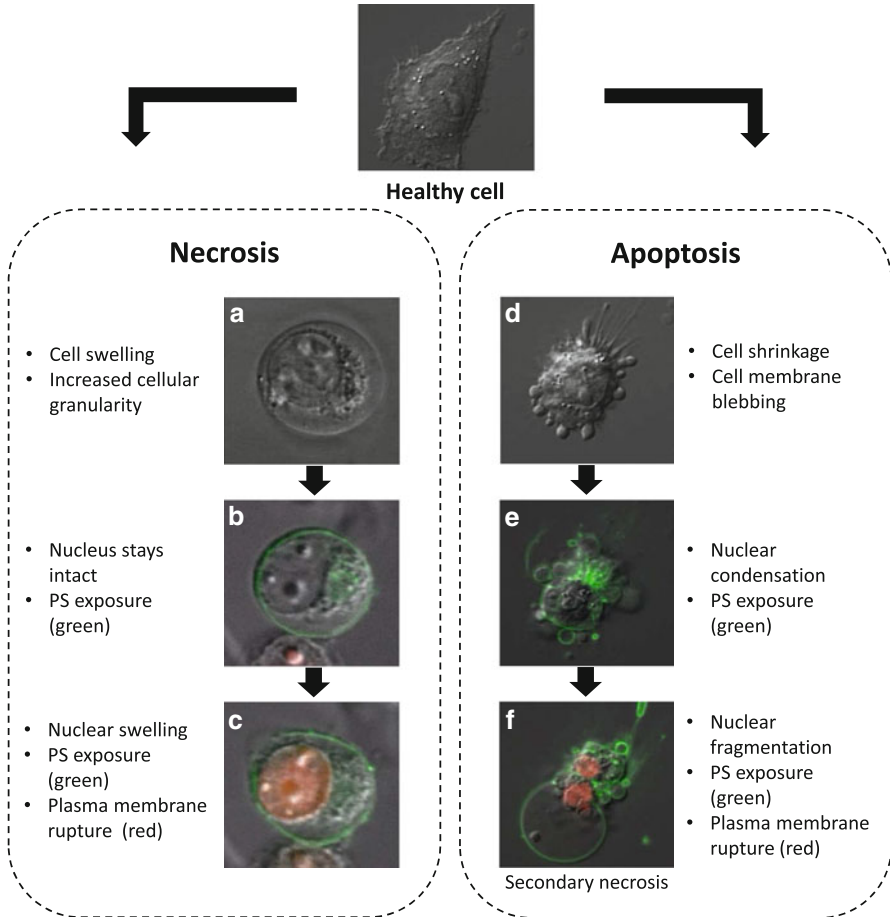 Healthy cell
Necrosis
a
• Cell swelling
• Increased cellular
granularity
b
• Nucleus stays
intact
• PS exposure
(green)
c
• Nuclear swelling
• PS exposure
(green)
• Plasma membrane
rupture (red)
Apoptosis
d
• Cell shrinkage
• Cell membrane
blebbing
e
• Nuclear
condensation
• PS exposure
(green)
f
• Nuclear
fragmentation
• PS exposure
(green)
• Plasma membrane
rupture (red)
Secondary necrosis